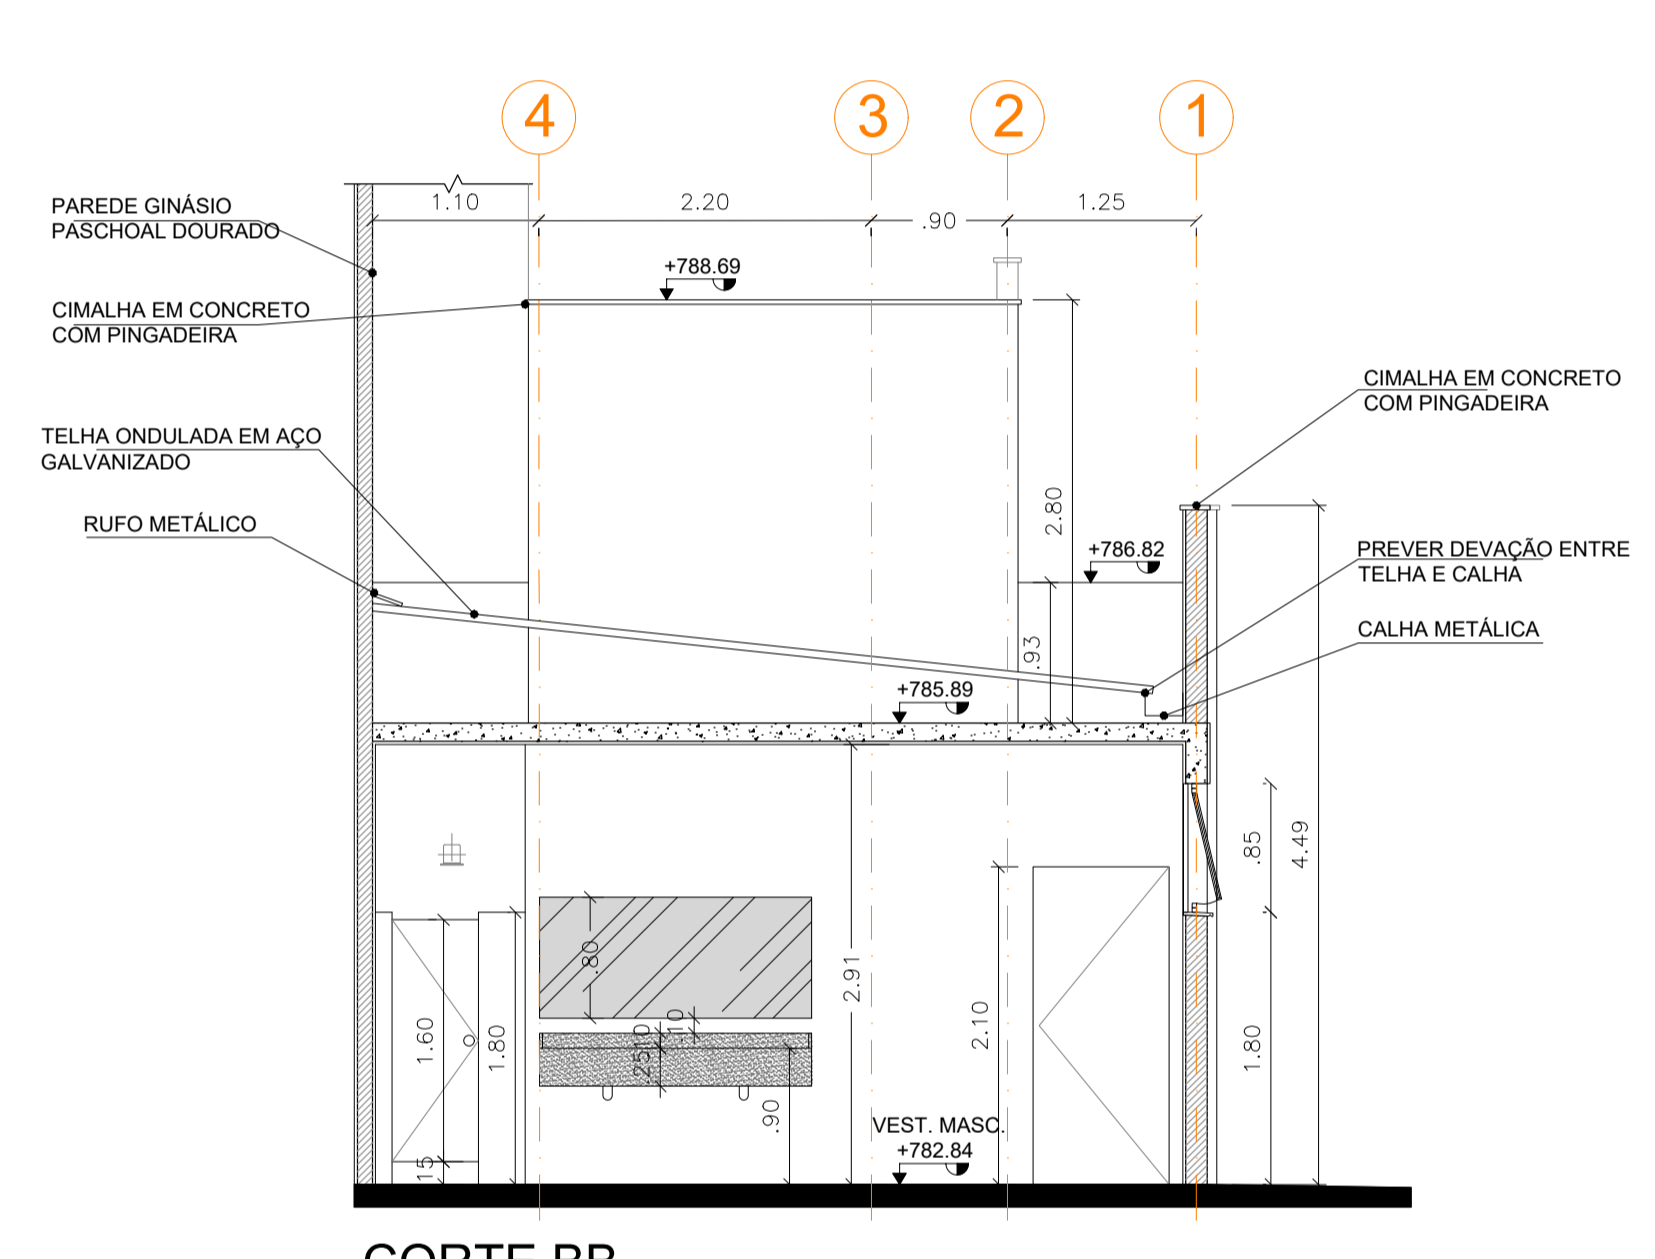 4 3 2 1
1.10 2.20 .90 1.25
PAREDE GINÁSIO
PASCHOAL DOURADO
+788.69
CIMALHA EM CONCRETO
COM PINGADEIRA
CIMALHA EM CONCRETO
COM PINGADEIRA
TELHA ONDULADA EM AÇO
GALVANIZADO
RUFO METÁLICO
2.80
+786.82
PREVER DEVAÇÃO ENTRE
TELHA E CALHA
CALHA METÁLICA
.93
+785.89
.85
4.49
.80
2.91
2.10
1.60
1.80
.10
.10
.25
.90
1.80
.15
VEST. MASC.
+782.84
CORTE BB